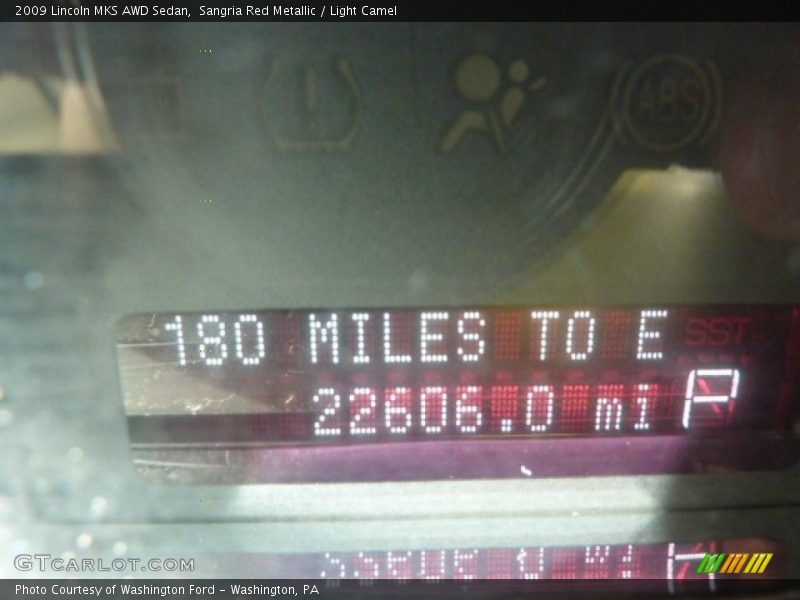 2009 Lincoln MKS AWD Sedan,  Sangria Red Metallic / Light Camel
ABS
180 MILES TO E
SST
22606.0 mi
P
GTCARLOT.COM
Photo Courtesy of Washington Ford - Washington, PA